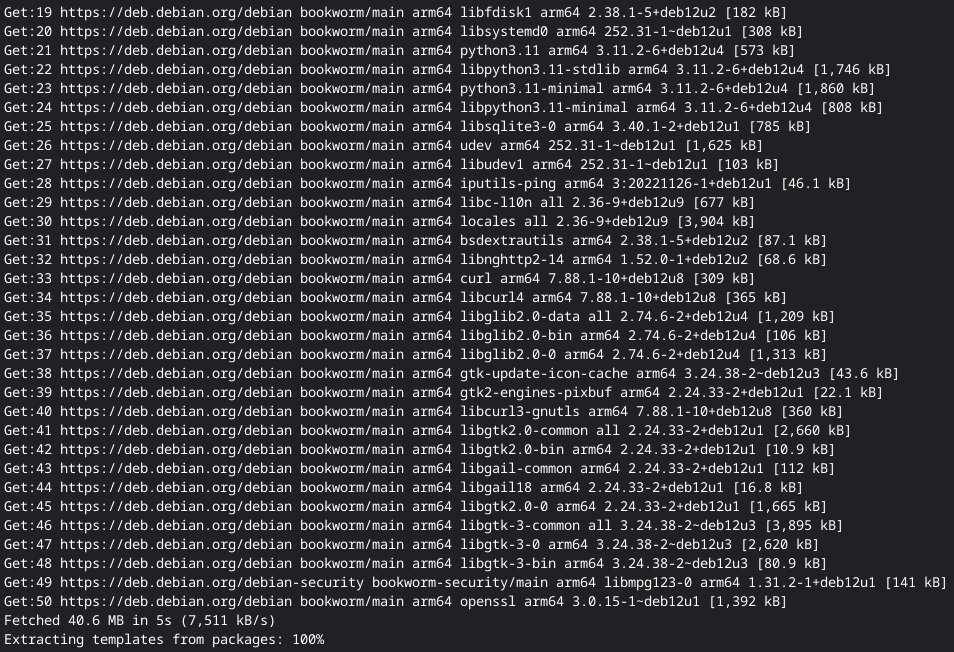 Get:19 https://deb.debian.org/debian bookworm/main arm64 libfdisk1 arm64 2.38.1-5+deb12u2 [182 kB]
Get:20 https://deb.debian.org/debian bookworm/main arm64 libsystemd0 arm64 252.31-1~deb12u1 [308 kB]
Get:21 https://deb.debian.org/debian bookworm/main arm64 python3.11 arm64 3.11.2-6+deb12u4 [573 kB]
Get:22 https://deb.debian.org/debian bookworm/main arm64 libpython3.11-stdlib arm64 3.11.2-6+deb12u4 [1,746 kB]
Get:23 https://deb.debian.org/debian bookworm/main arm64 python3.11-minimal arm64 3.11.2-6+deb12u4 [1,860 kB]
Get:24 https://deb.debian.org/debian bookworm/main arm64 libpython3.11-minimal arm64 3.11.2-6+deb12u4 [808 kB]
Get:25 https://deb.debian.org/debian bookworm/main arm64 libsqlite3-0 arm64 3.40.1-2+deb12u1 [785 kB]
Get:26 https://deb.debian.org/debian bookworm/main arm64 udev arm64 252.31-1~deb12u1 [1,625 kB]
Get:27 https://deb.debian.org/debian bookworm/main arm64 libudev1 arm64 252.31-1~deb12u1 [103 kB]
Get:28 https://deb.debian.org/debian bookworm/main arm64 iputils-ping arm64 3:20221126-1+deb12u1 [46.1 kB]
Get:29 https://deb.debian.org/debian bookworm/main arm64 libc-l10n all 2.36-9+deb12u9 [677 kB]
Get:30 https://deb.debian.org/debian bookworm/main arm64 locales all 2.36-9+deb12u9 [3,904 kB]
Get:31 https://deb.debian.org/debian bookworm/main arm64 bsdextrautils arm64 2.38.1-5+deb12u2 [87.1 kB]
Get:32 https://deb.debian.org/debian bookworm/main arm64 libnghttp2-14 arm64 1.52.0-1+deb12u2 [68.6 kB]
Get:33 https://deb.debian.org/debian bookworm/main arm64 curl arm64 7.88.1-10+deb12u8 [309 kB]
Get:34 https://deb.debian.org/debian bookworm/main arm64 libcurl4 arm64 7.88.1-10+deb12u8 [365 kB]
Get:35 https://deb.debian.org/debian bookworm/main arm64 libglib2.0-data all 2.74.6-2+deb12u4 [1,209 kB]
Get:36 https://deb.debian.org/debian bookworm/main arm64 libglib2.0-bin arm64 2.74.6-2+deb12u4 [106 kB]
Get:37 https://deb.debian.org/debian bookworm/main arm64 libglib2.0-0 arm64 2.74.6-2+deb12u4 [1,313 kB]
Get:38 https://deb.debian.org/debian bookworm/main arm64 gtk-update-icon-cache arm64 3.24.38-2~deb12u3 [43.6 kB]
Get:39 https://deb.debian.org/debian bookworm/main arm64 gtk2-engines-pixbuf arm64 2.24.33-2+deb12u1 [22.1 kB]
Get:40 https://deb.debian.org/debian bookworm/main arm64 libcurl3-gnutls arm64 7.88.1-10+deb12u8 [360 kB]
Get:41 https://deb.debian.org/debian bookworm/main arm64 libgtk2.0-common all 2.24.33-2+deb12u1 [2,660 kB]
Get:42 https://deb.debian.org/debian bookworm/main arm64 libgtk2.0-bin arm64 2.24.33-2+deb12u1 [10.9 kB]
Get:43 https://deb.debian.org/debian bookworm/main arm64 libgail-common arm64 2.24.33-2+deb12u1 [112 kB]
Get:44 https://deb.debian.org/debian bookworm/main arm64 libgail18 arm64 2.24.33-2+deb12u1 [16.8 kB]
Get:45 https://deb.debian.org/debian bookworm/main arm64 libgtk2.0-0 arm64 2.24.33-2+deb12u1 [1,665 kB]
Get:46 https://deb.debian.org/debian bookworm/main arm64 libgtk-3-common all 3.24.38-2~deb12u3 [3,895 kB]
Get:47 https://deb.debian.org/debian bookworm/main arm64 libgtk-3-0 arm64 3.24.38-2~deb12u3 [2,620 kB]
Get:48 https://deb.debian.org/debian bookworm/main arm64 libgtk-3-bin arm64 3.24.38-2~deb12u3 [80.9 kB]
Get:49 https://deb.debian.org/debian-security bookworm-security/main arm64 libmpg123-0 arm64 1.31.2-1+deb12u1 [141 kB]
Get:50 https://deb.debian.org/debian bookworm/main arm64 openssl arm64 3.0.15-1~deb12u1 [1,392 kB]
Fetched 40.6 MB in 5s (7,511 kB/s)
Extracting templates from packages: 100%